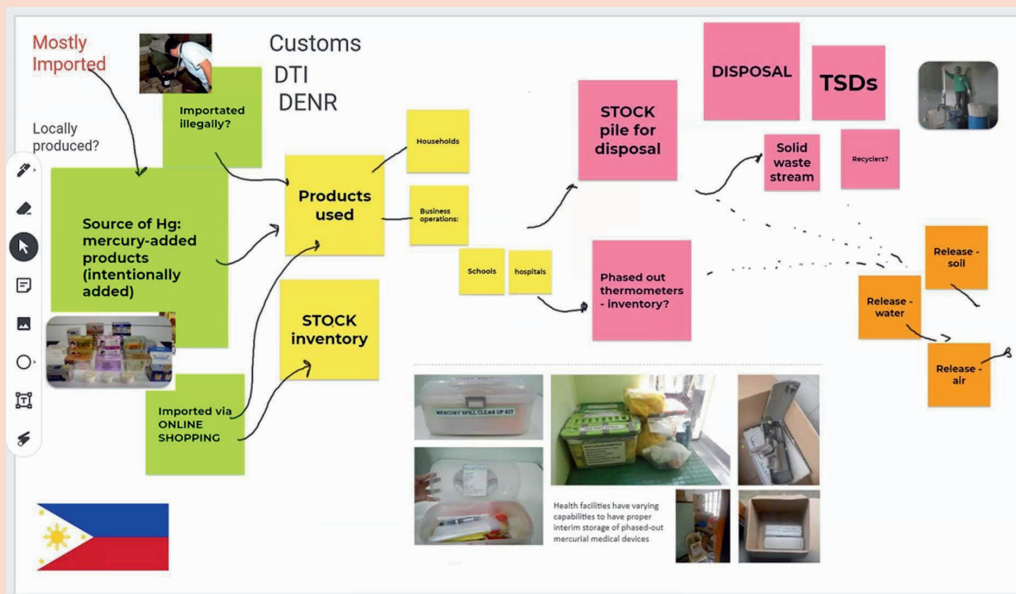 Mostly
Imported
Customs
DTI
DENR
Importated
illegally?
Locally
produced?
Source of Hg:
mercury-added
products
(intentionally
added)
Imported via
ONLINE
SHOPPING
Products
used
Households
Business
operations:
Schools
hospitals
STOCK
inventory
STOCK
pile for
disposal
Phased out
thermometers
- inventory?
DISPOSAL
TSDs
Solid
waste
stream
Recyclers?
Release -
soil
Release -
water
Release -
air
MERCURY SPILL CLEAN UP KIT
Health facilities have varying
capabilities to have proper
interim storage of phased-out
mercurial medical devices